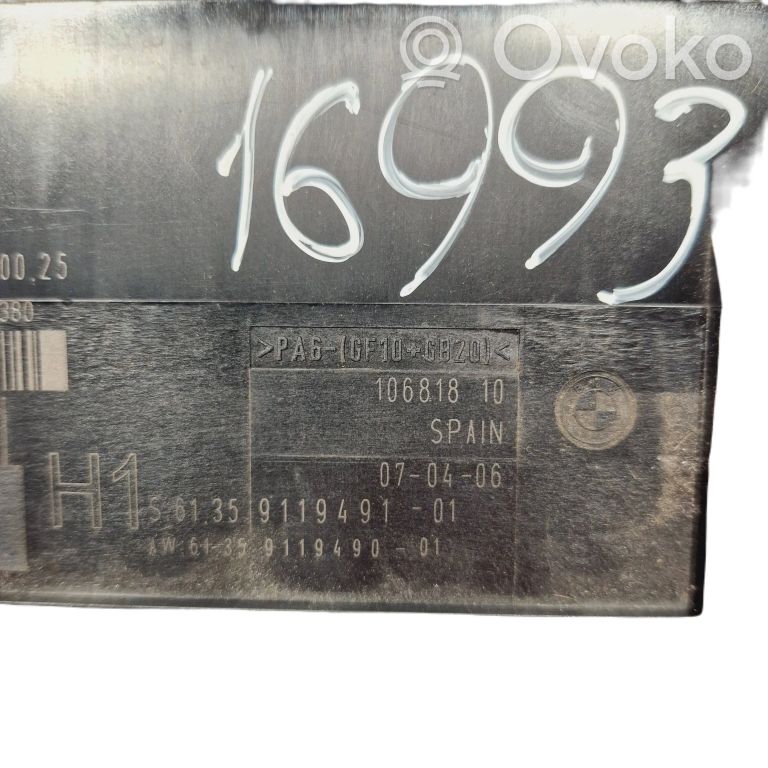 Ovoko
16993
00.25
380
>PA6-(GF10+GB20)<
106818 10
SPAIN
07-04-06
H1
S 61.35 9119491 -01
AW 61-35 9119490 -01